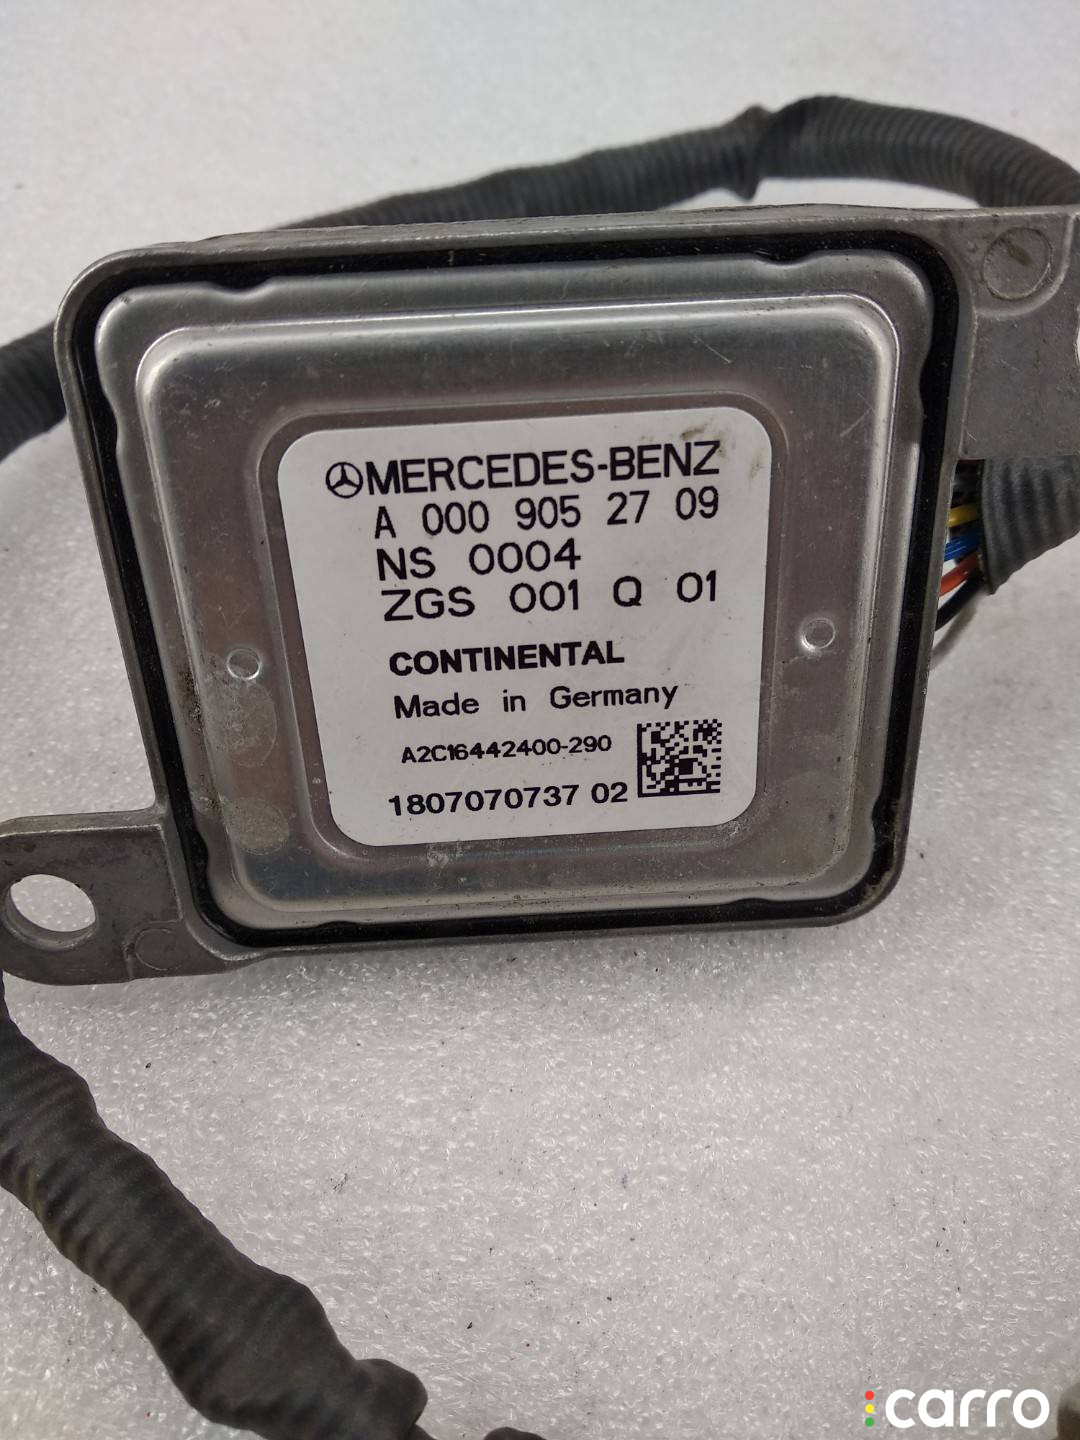 MERCEDES-BENZ
A 000 905 27 09
NS 0004
ZGS 001 Q 01
CONTINENTAL
Made in Germany
A2C16442400-290
1807070737 02
carro